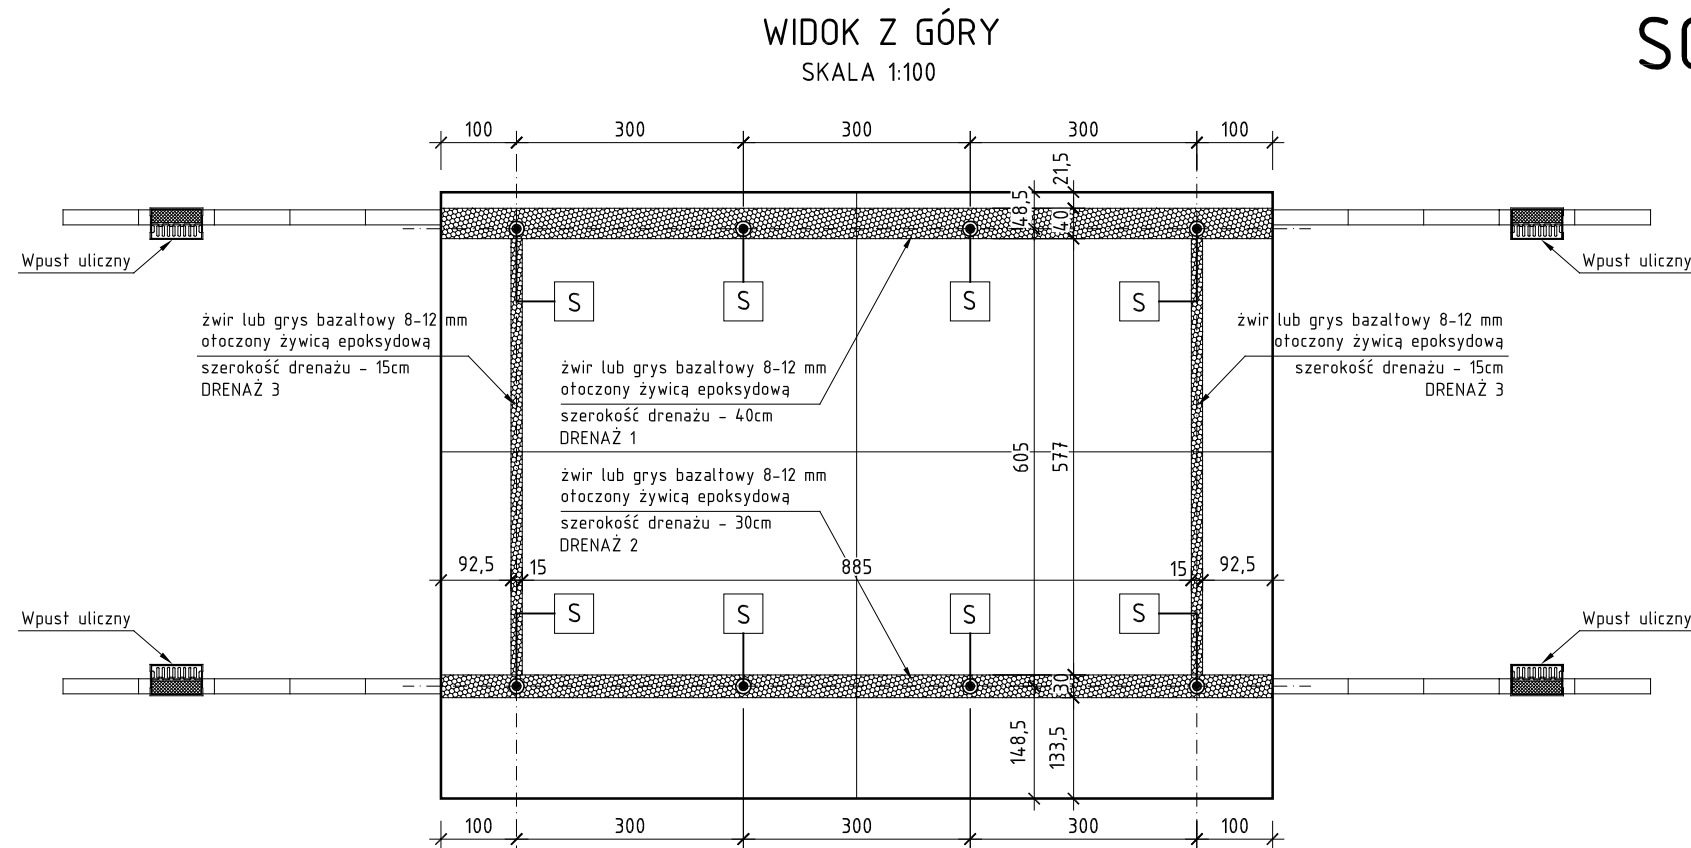 WIDOK Z GÓRY
SKALA 1:100
100 300 300 300 100
21,5
48,5
40
Wpust uliczny
Wpust uliczny
S S S S
żwir lub grys bazaltowy 8-12 mm
otoczony żywicą epoksydową
szerokość drenażu - 15cm
DRENAŻ 3
żwir lub grys bazaltowy 8-12 mm
otoczony żywicą epoksydową
szerokość drenażu - 40cm
DRENAŻ 1
żwir lub grys bazaltowy 8-12 mm
otoczony żywicą epoksydową
szerokość drenażu - 15cm
DRENAŻ 3
605
577
żwir lub grys bazaltowy 8-12 mm
otoczony żywicą epoksydową
szerokość drenażu - 30cm
DRENAŻ 2
92,5 15 885 15 92,5
S S S S
Wpust uliczny
Wpust uliczny
30
148,5
133,5
100 300 300 300 100